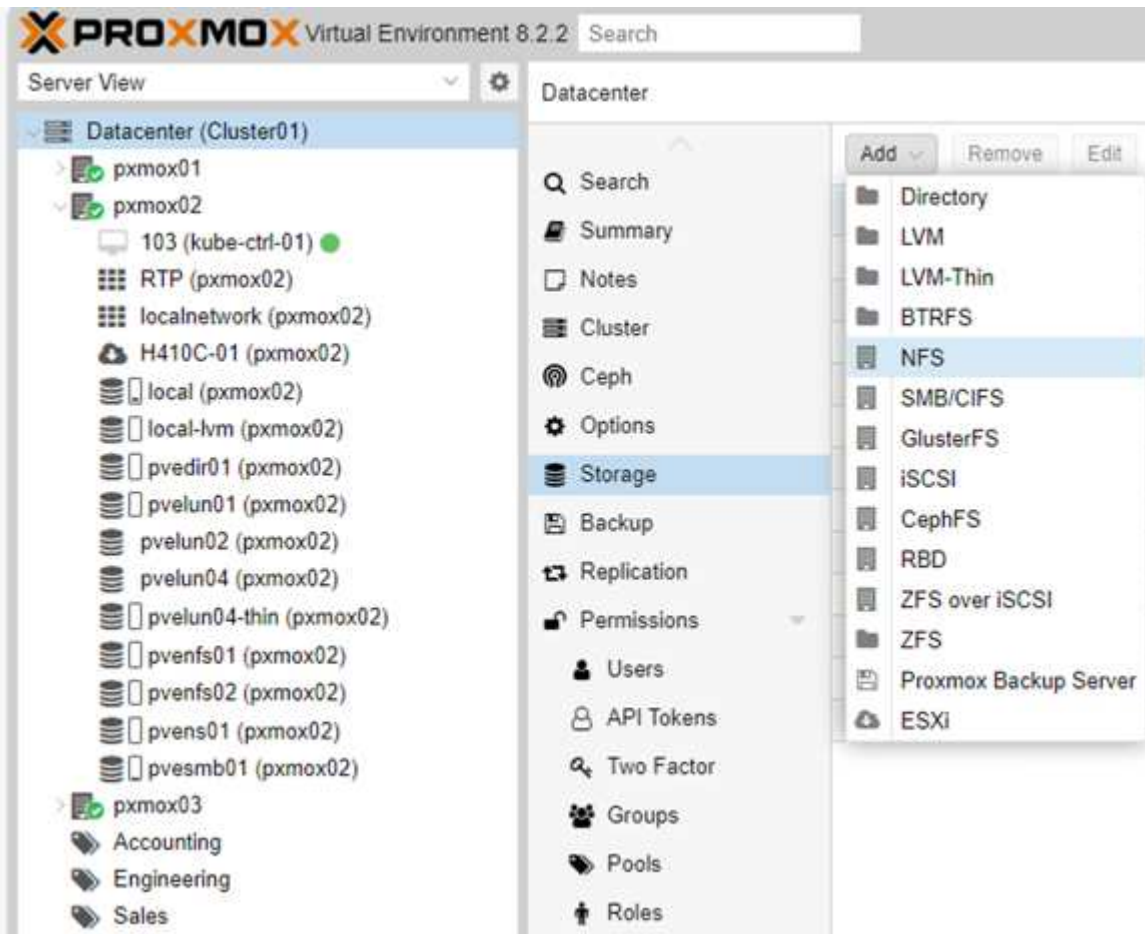 PROXMOX Virtual Environment 8.2.2 Search
Server View
Datacenter (Cluster01)
pxmox01
pxmox02
103 (kube-ctrl-01)
RTP (pxmox02)
localnetwork (pxmox02)
H410C-01 (pxmox02)
local (pxmox02)
local-lvm (pxmox02)
pvedir01 (pxmox02)
pvelun01 (pxmox02)
pvelun02 (pxmox02)
pvelun04 (pxmox02)
pvelun04-thin (pxmox02)
pvenfs01 (pxmox02)
pvenfs02 (pxmox02)
pvens01 (pxmox02)
pvesmb01 (pxmox02)
pxmox03
Accounting
Engineering
Sales
Datacenter
Search
Summary
Notes
Cluster
Ceph
Options
Storage
Backup
Replication
Permissions
Users
API Tokens
Two Factor
Groups
Pools
Roles
Add Remove Edit
Directory
LVM
LVM-Thin
BTRFS
NFS
SMB/CIFS
GlusterFS
iSCSI
CephFS
RBD
ZFS over iSCSI
ZFS
Proxmox Backup Server
ESXi